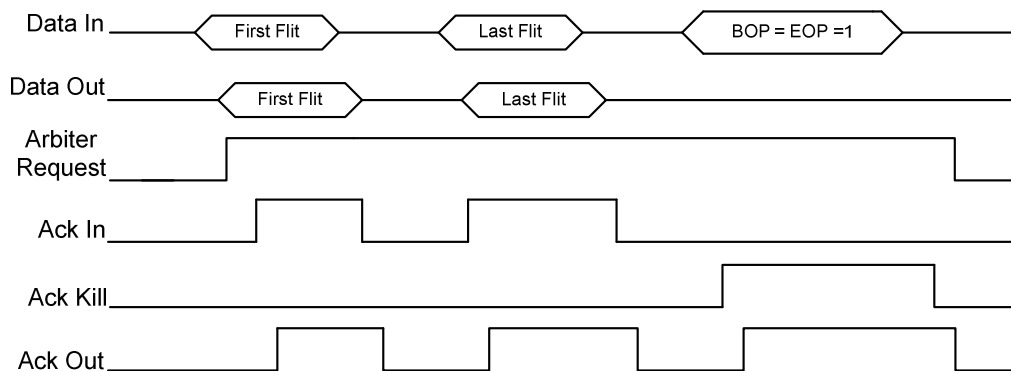 Data In
First Flit
Last Flit
BOP = EOP =1
Data Out
First Flit
Last Flit
Arbiter
Request
Ack In
Ack Kill
Ack Out